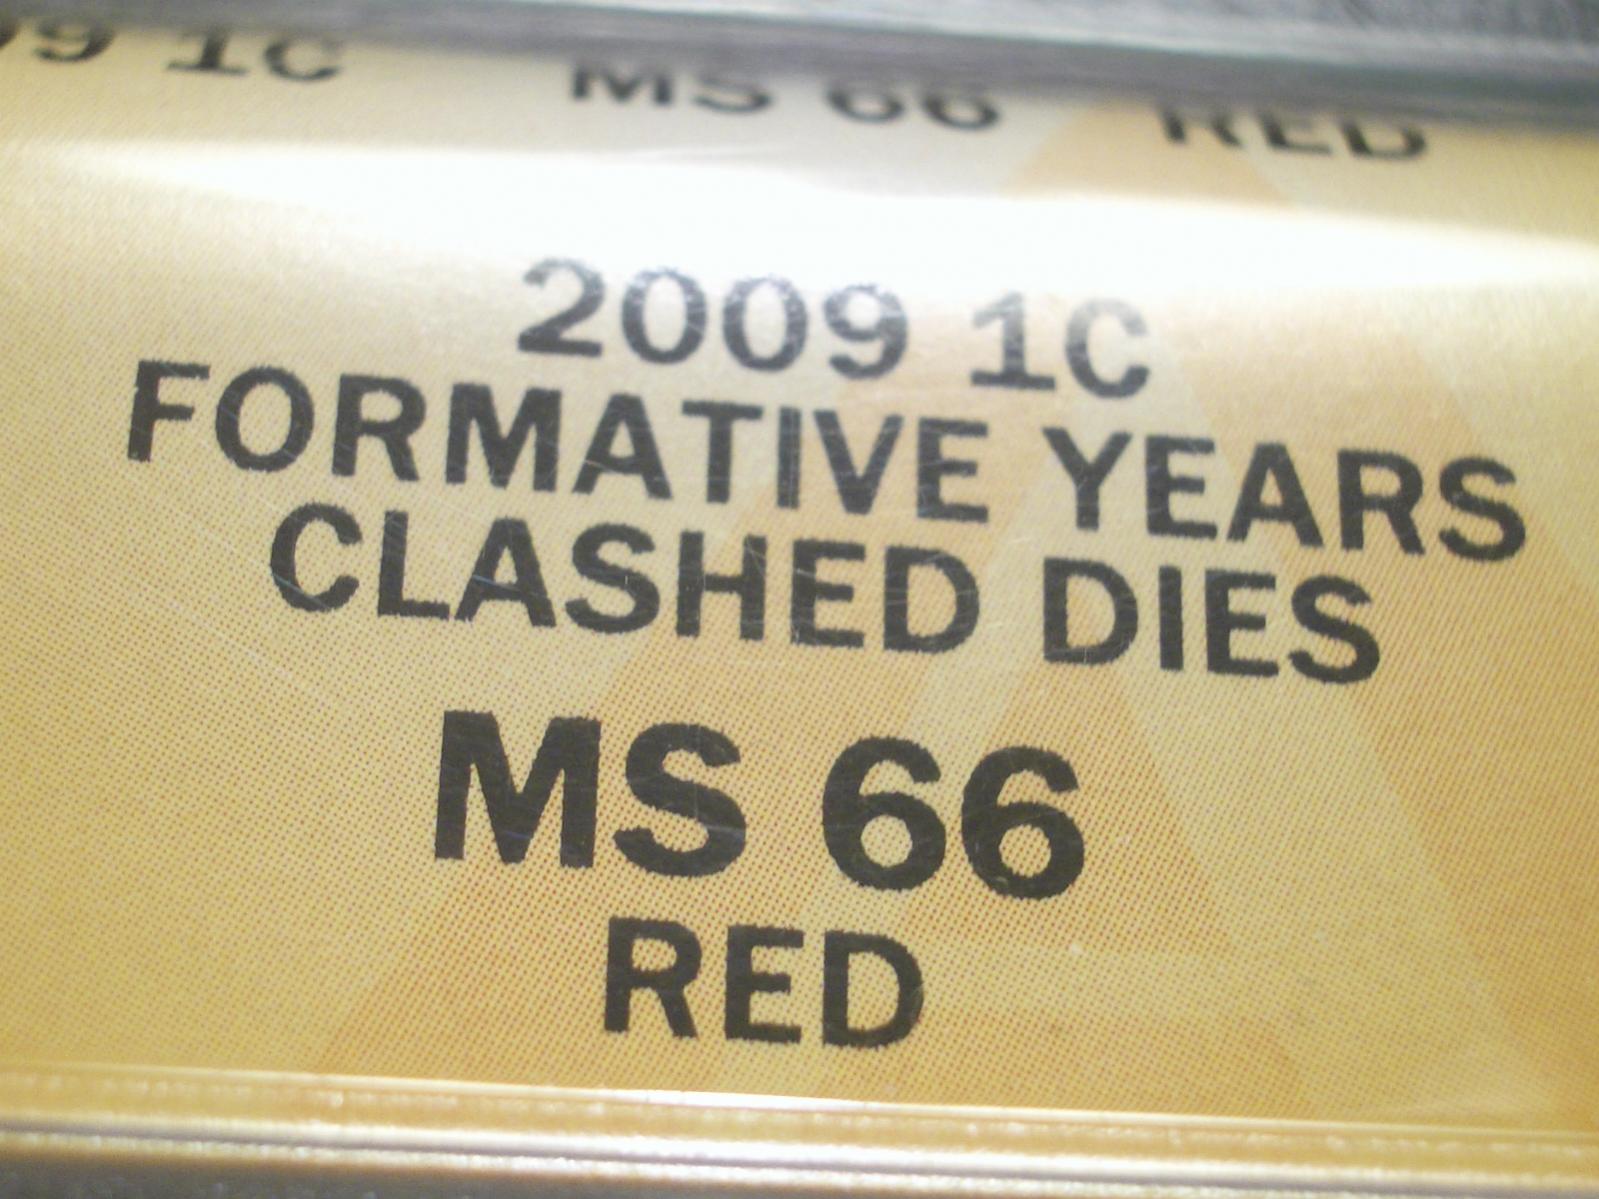 09 1C MS 66 RED
2009 1C
FORMATIVE YEARS
CLASHED DIES
MS 66
RED